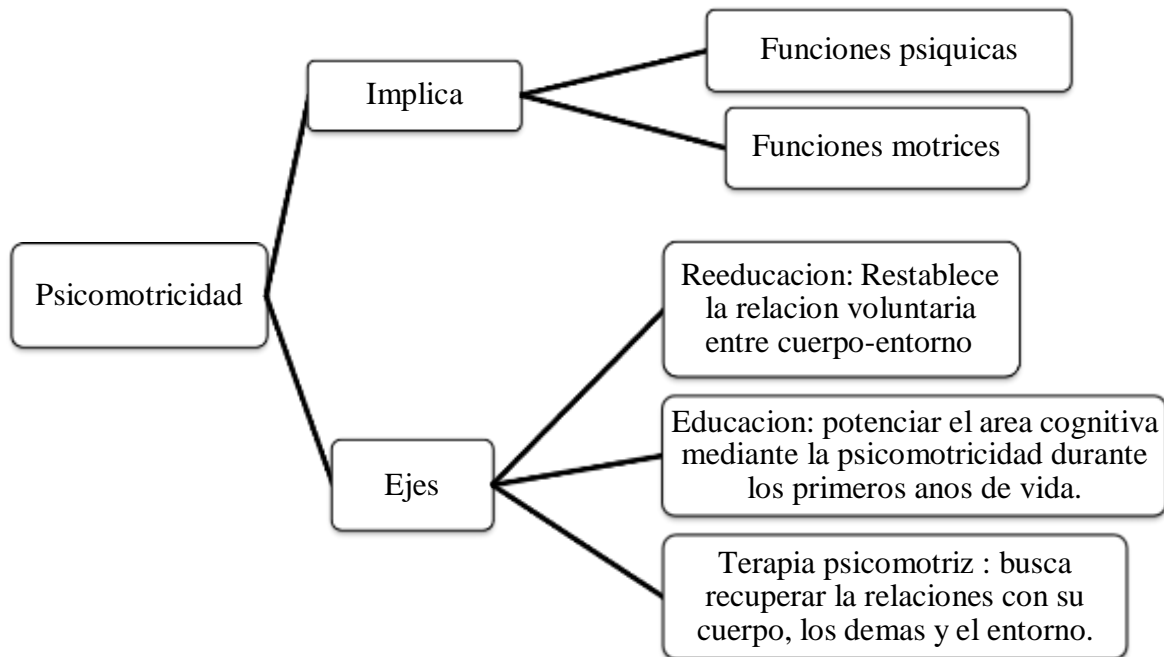 Psicomotricidad
Implica
Funciones psiquicas
Funciones motrices
Ejes
Reeducacion: Restablece
la relacion voluntaria
entre cuerpo-entorno
Educacion: potenciar el area cognitiva
mediante la psicomotricidad durante
los primeros anos de vida.
Terapia psicomotriz : busca
recuperar la relaciones con su
cuerpo, los demas y el entorno.